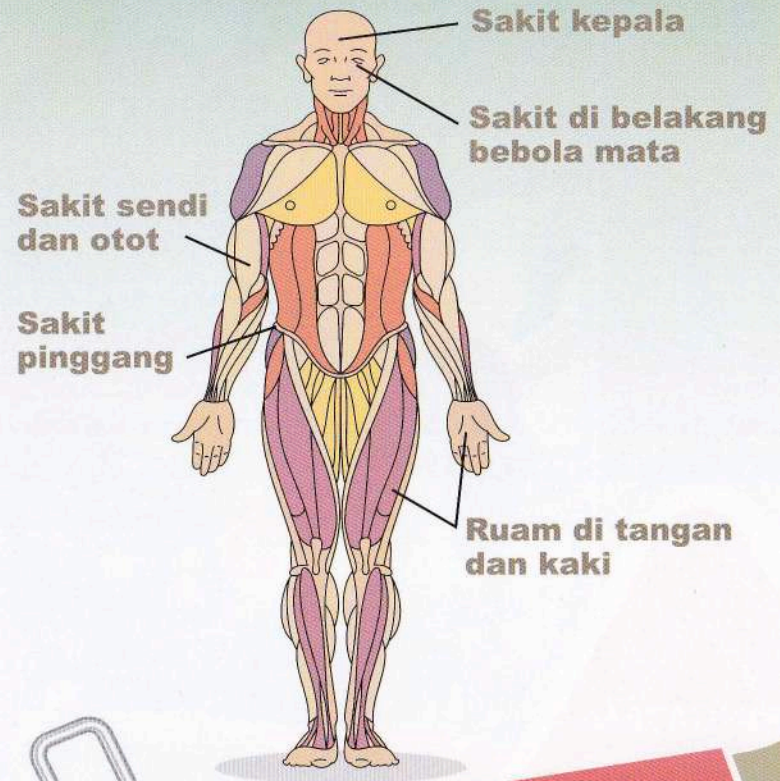 Sakit kepala
Sakit di belakang
bebola mata
Sakit sendi
dan otot
Sakit
pinggang
Ruam di tangan
dan kaki